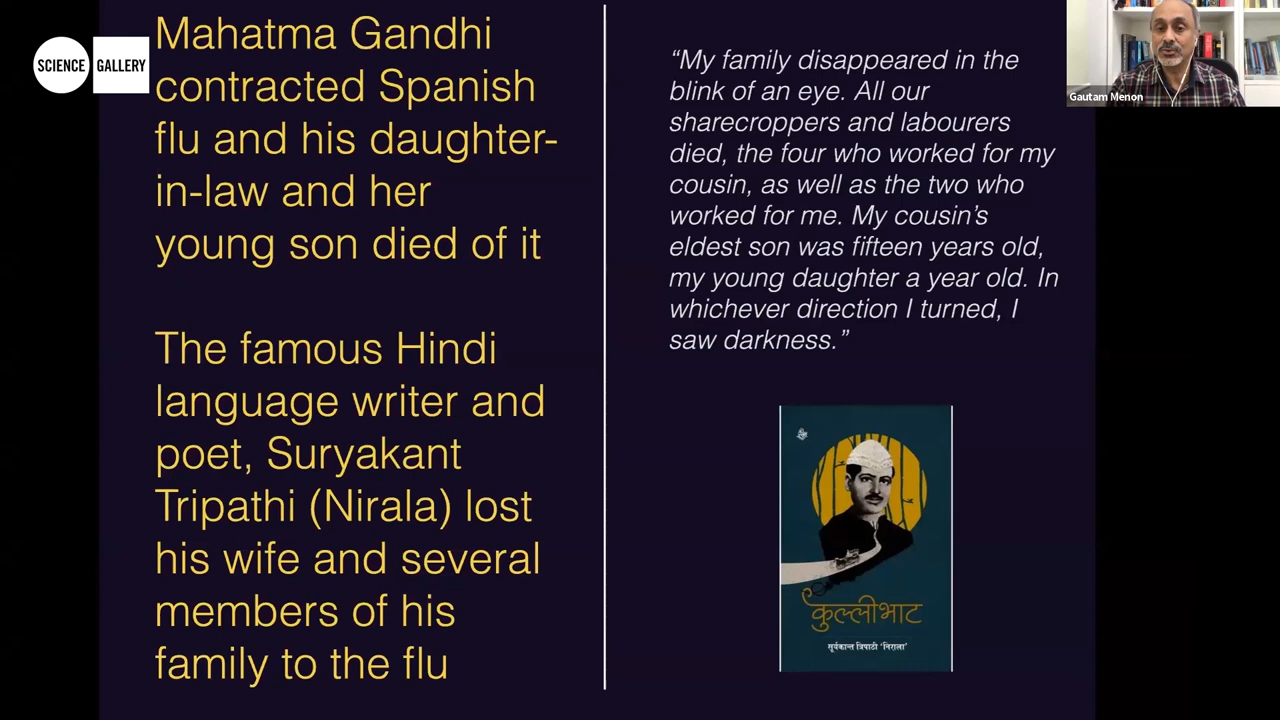 SCIENCE GALLERY
Mahatma Gandhi
contracted Spanish
flu and his daughter-
in-law and her
young son died of it
The famous Hindi
language writer and
poet, Suryakant
Tripathi (Nirala) lost
his wife and several
members of his
family to the flu
“My family disappeared in the
blink of an eye. All our
sharecroppers and labourers
died, the four who worked for my
cousin, as well as the two who
worked for me. My cousin’s
eldest son was fifteen years old,
my young daughter a year old. In
whichever direction I turned, I
saw darkness.”
कुल्लीभाट
सूर्यकान्त त्रिपाठी ‘निराला’
Gautam Menon